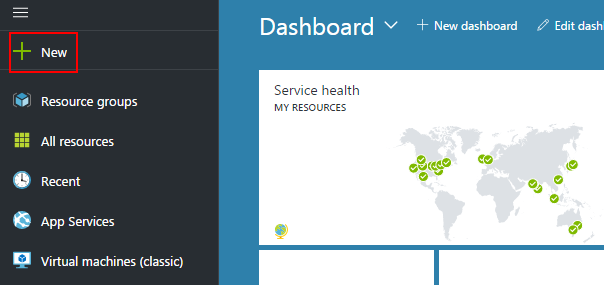 New
Resource groups
All resources
Recent
App Services
Virtual machines (classic)
Dashboard
New dashboard
Edit dash
Service health
MY RESOURCES